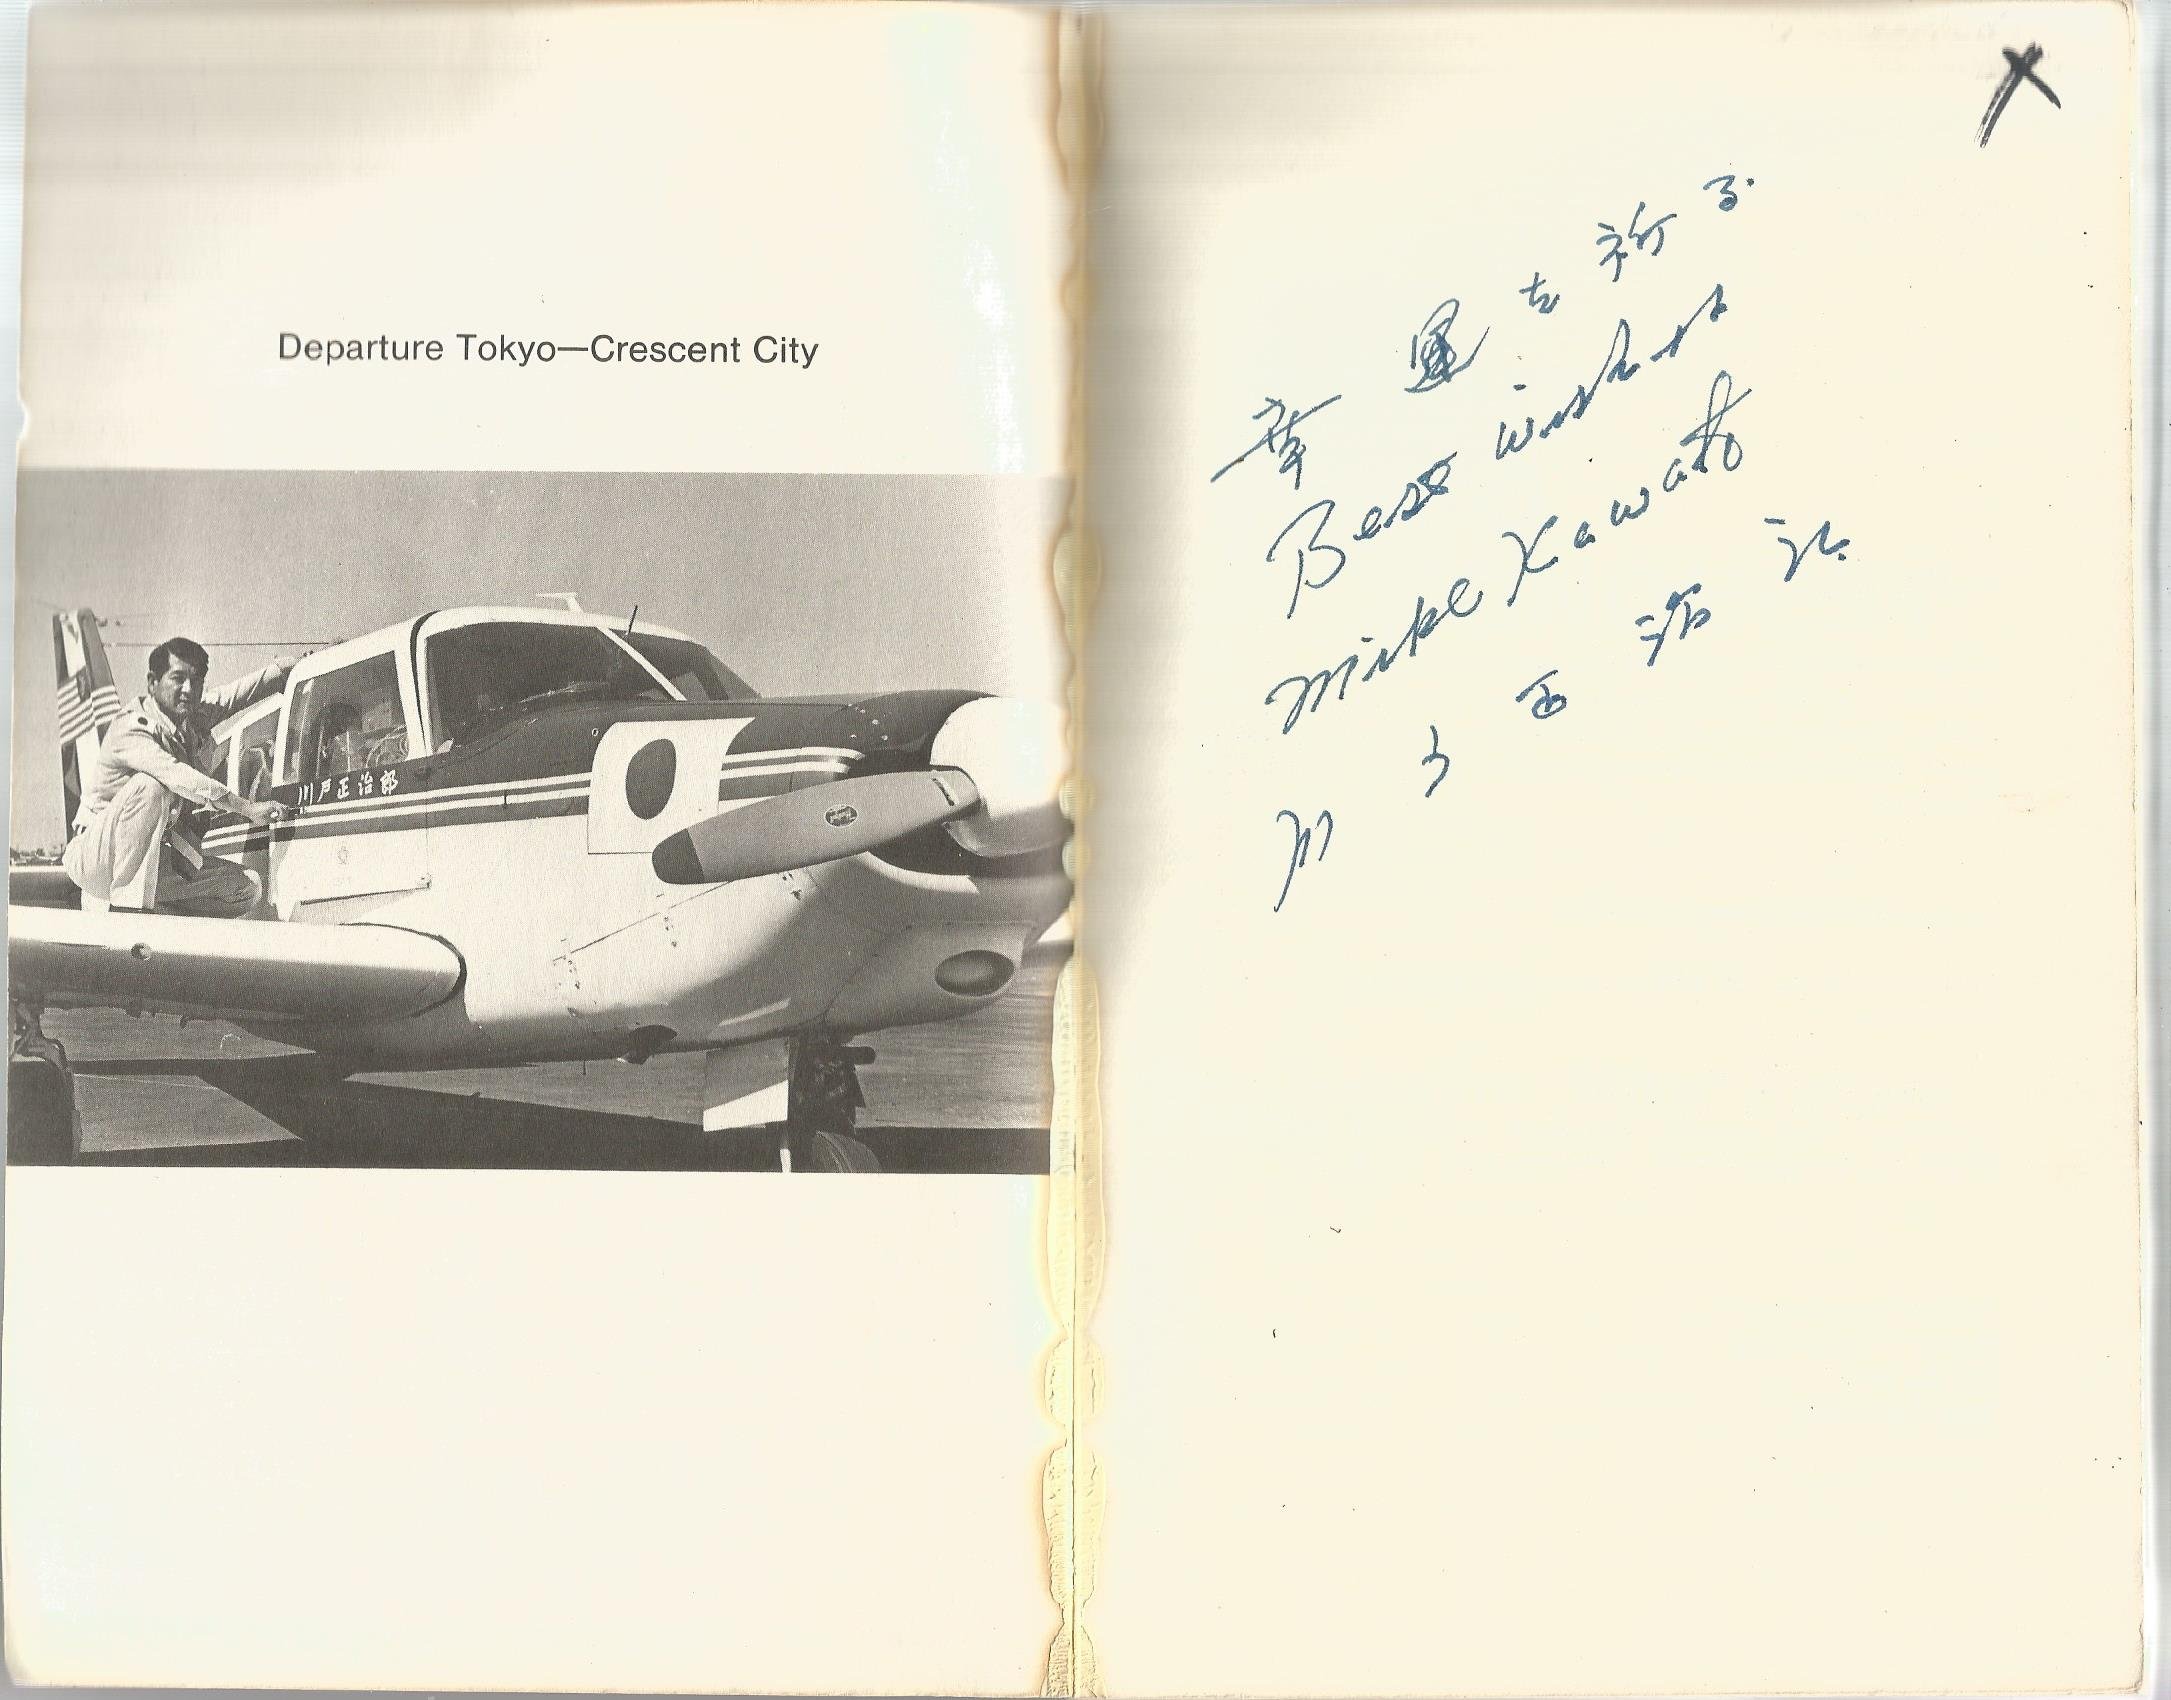 Departure Tokyo—Crescent City
川戸正治郎
幸運を祈る.
Best wishes
Mike Kawato
川戸正治郎